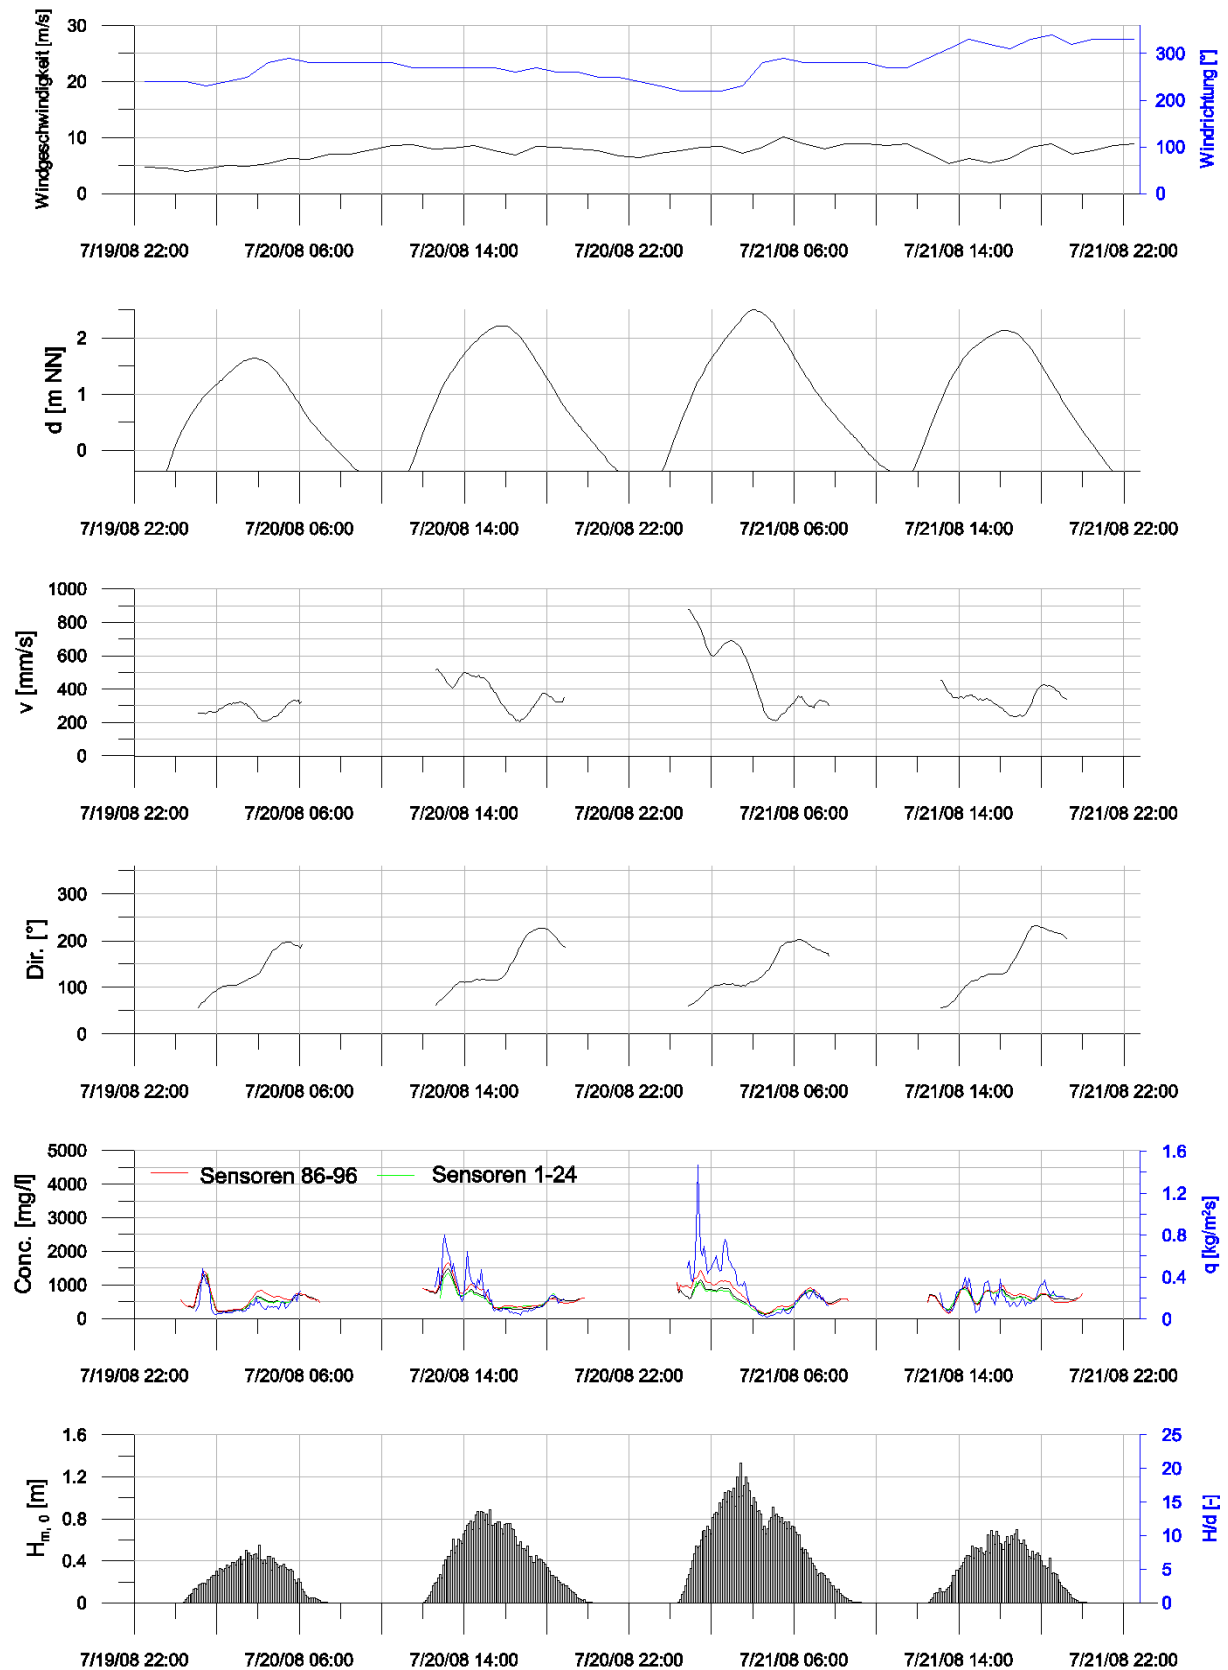 Windgeschwindigkeit [m/s]
30
20
10
0
Windrichtung [°]
300
200
100
0
7/19/08 22:00 7/20/08 06:00 7/20/08 14:00 7/20/08 22:00 7/21/08 06:00 7/21/08 14:00 7/21/08 22:00
d [m NN]
2
1
0
7/19/08 22:00 7/20/08 06:00 7/20/08 14:00 7/20/08 22:00 7/21/08 06:00 7/21/08 14:00 7/21/08 22:00
v [mm/s]
1000
800
600
400
200
0
7/19/08 22:00 7/20/08 06:00 7/20/08 14:00 7/20/08 22:00 7/21/08 06:00 7/21/08 14:00 7/21/08 22:00
Dir. [°]
300
200
100
0
7/19/08 22:00 7/20/08 06:00 7/20/08 14:00 7/20/08 22:00 7/21/08 06:00 7/21/08 14:00 7/21/08 22:00
Conc. [mg/l]
5000
4000
3000
2000
1000
0
Sensoren 86-96 Sensoren 1-24
q [kg/m²s]
1.6
1.2
0.8
0.4
0
7/19/08 22:00 7/20/08 06:00 7/20/08 14:00 7/20/08 22:00 7/21/08 06:00 7/21/08 14:00 7/21/08 22:00
Hm, 0 [m]
1.6
1.2
0.8
0.4
0
H/d [-]
25
20
15
10
5
0
7/19/08 22:00 7/20/08 06:00 7/20/08 14:00 7/20/08 22:00 7/21/08 06:00 7/21/08 14:00 7/21/08 22:00